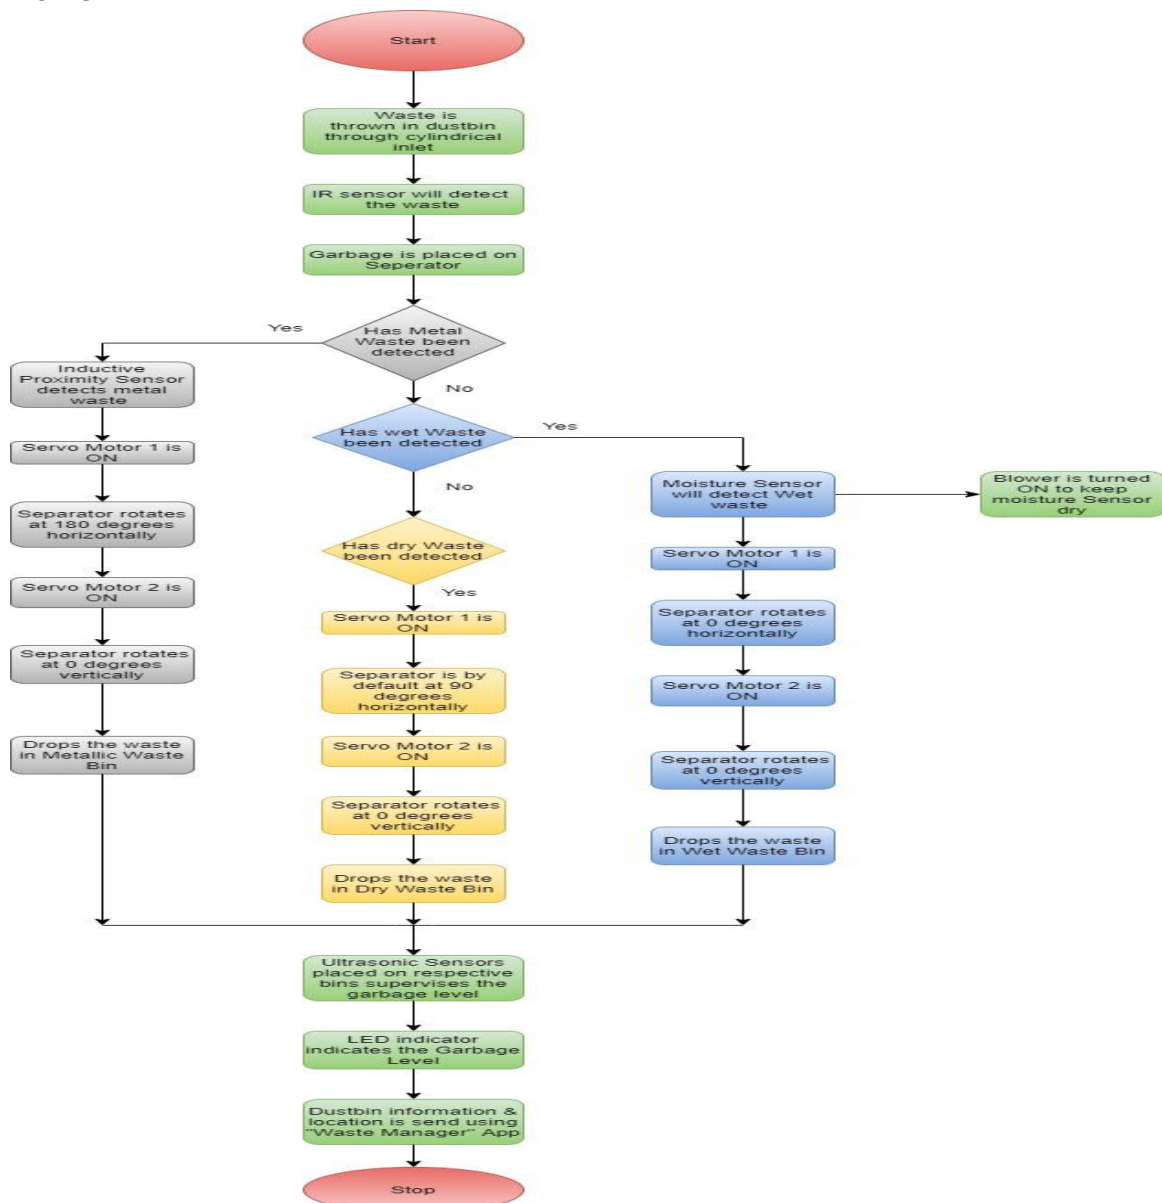 Start
Waste is
thrown in dustbin
through cylindrical
inlet
IR sensor will detect
the waste
Garbage is placed on
Seperator
Has Metal
Waste been
detected
Yes
No
Inductive
Proximity Sensor
detects metal
waste
Servo Motor 1 is
ON
Separator rotates
at 180 degrees
horizontally
Servo Motor 2 is
ON
Separator rotates
at 0 degrees
vertically
Drops the waste
in Metallic Waste
Bin
Has wet Waste
been detected
Yes
No
Has dry Waste
been detected
Yes
Servo Motor 1 is
ON
Separator is by
default at 90
degrees
horizontally
Servo Motor 2 is
ON
Separator rotates
at 0 degrees
vertically
Drops the waste
in Dry Waste Bin
Moisture Sensor
will detect Wet
waste
Blower is turned
ON to keep
moisture Sensor
dry
Servo Motor 1 is
ON
Separator rotates
at 0 degrees
horizontally
Servo Motor 2 is
ON
Separator rotates
at 0 degrees
vertically
Drops the waste
in Wet Waste Bin
Ultrasonic Sensors
placed on respective
bins supervises the
garbage level
LED indicator
indicates the Garbage
Level
Dustbin information &
location is send using
"Waste Manager" App
Stop